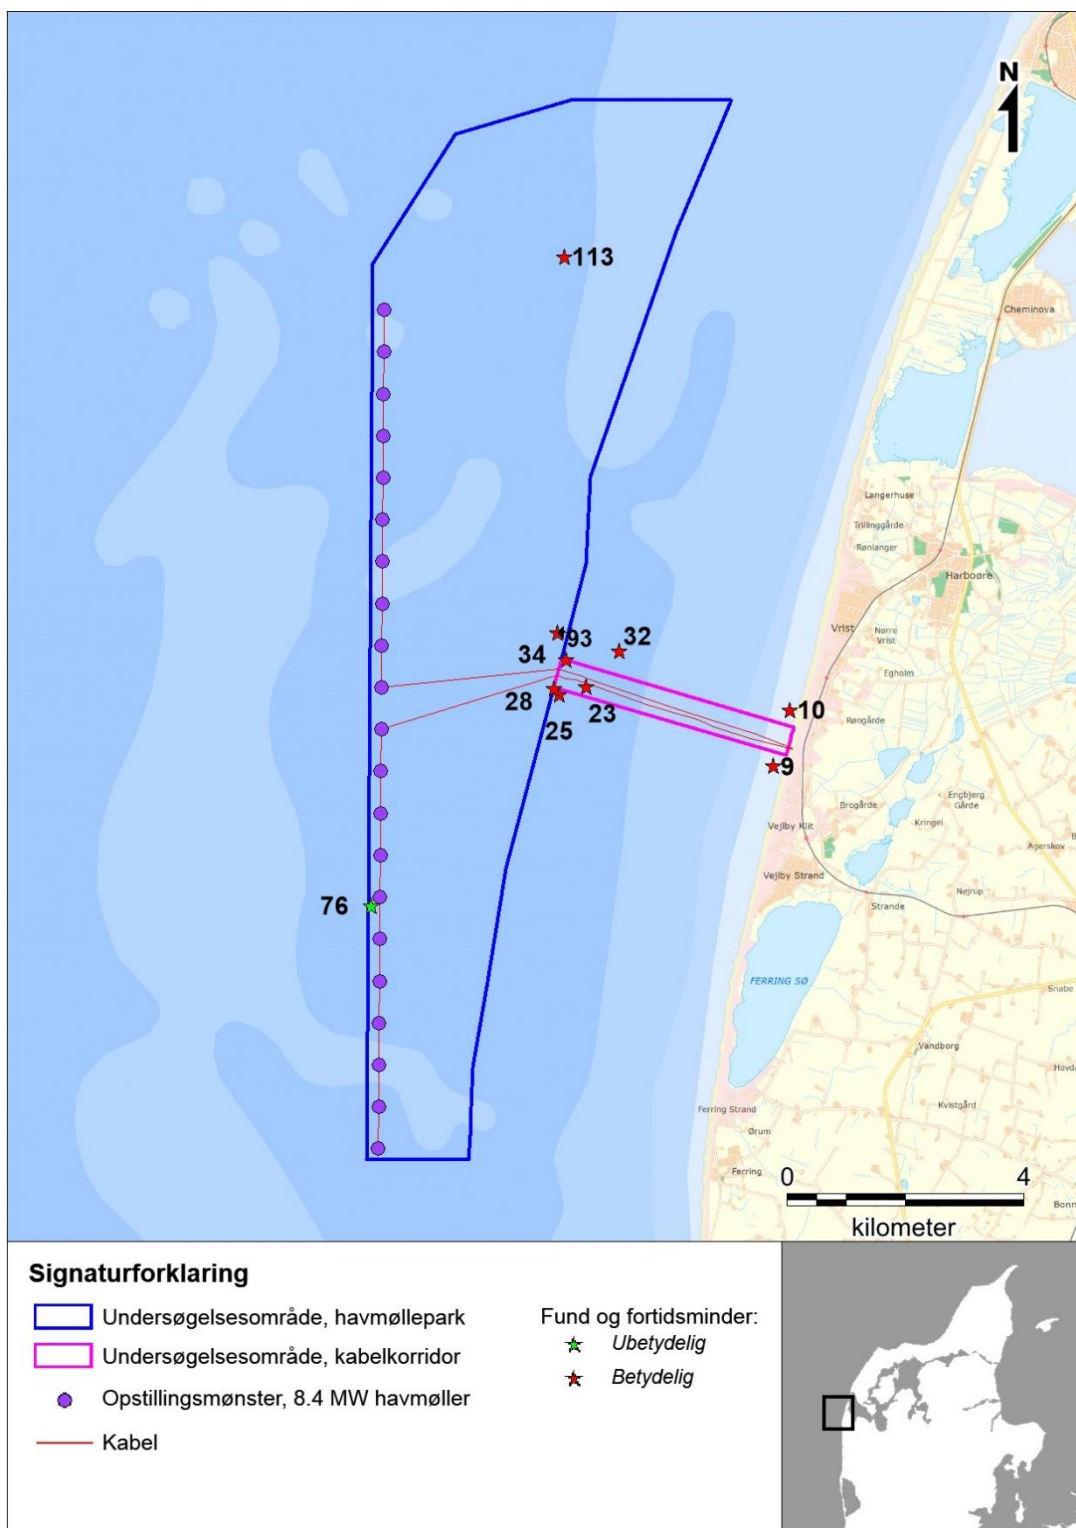 N
113
Cheminova
Langerhuse
Trillinggårde
Rønlanger
Harboøre
Vrist
Nørre
Vrist
Egholm
93
32
34
28
23
25
10
Røngårde
9
Engbjerg
Gårde
Brogårde
Kringel
Vejlby Klit
Agerskov
Vejlby Strand
Nejrup
Strande
76
FERRING SØ
Snabe
Vandborg
Hovda
Kvistgård
Ferring Strand
Ørum
Ferring
0 4
kilometer
Bonn
Signaturforklaring
Undersøgelsesområde, havmøllepark
Undersøgelsesområde, kabelkorridor
Opstillingsmønster, 8.4 MW havmøller
Kabel
Fund og fortidsminder:
Ubetydelig
Betydelig